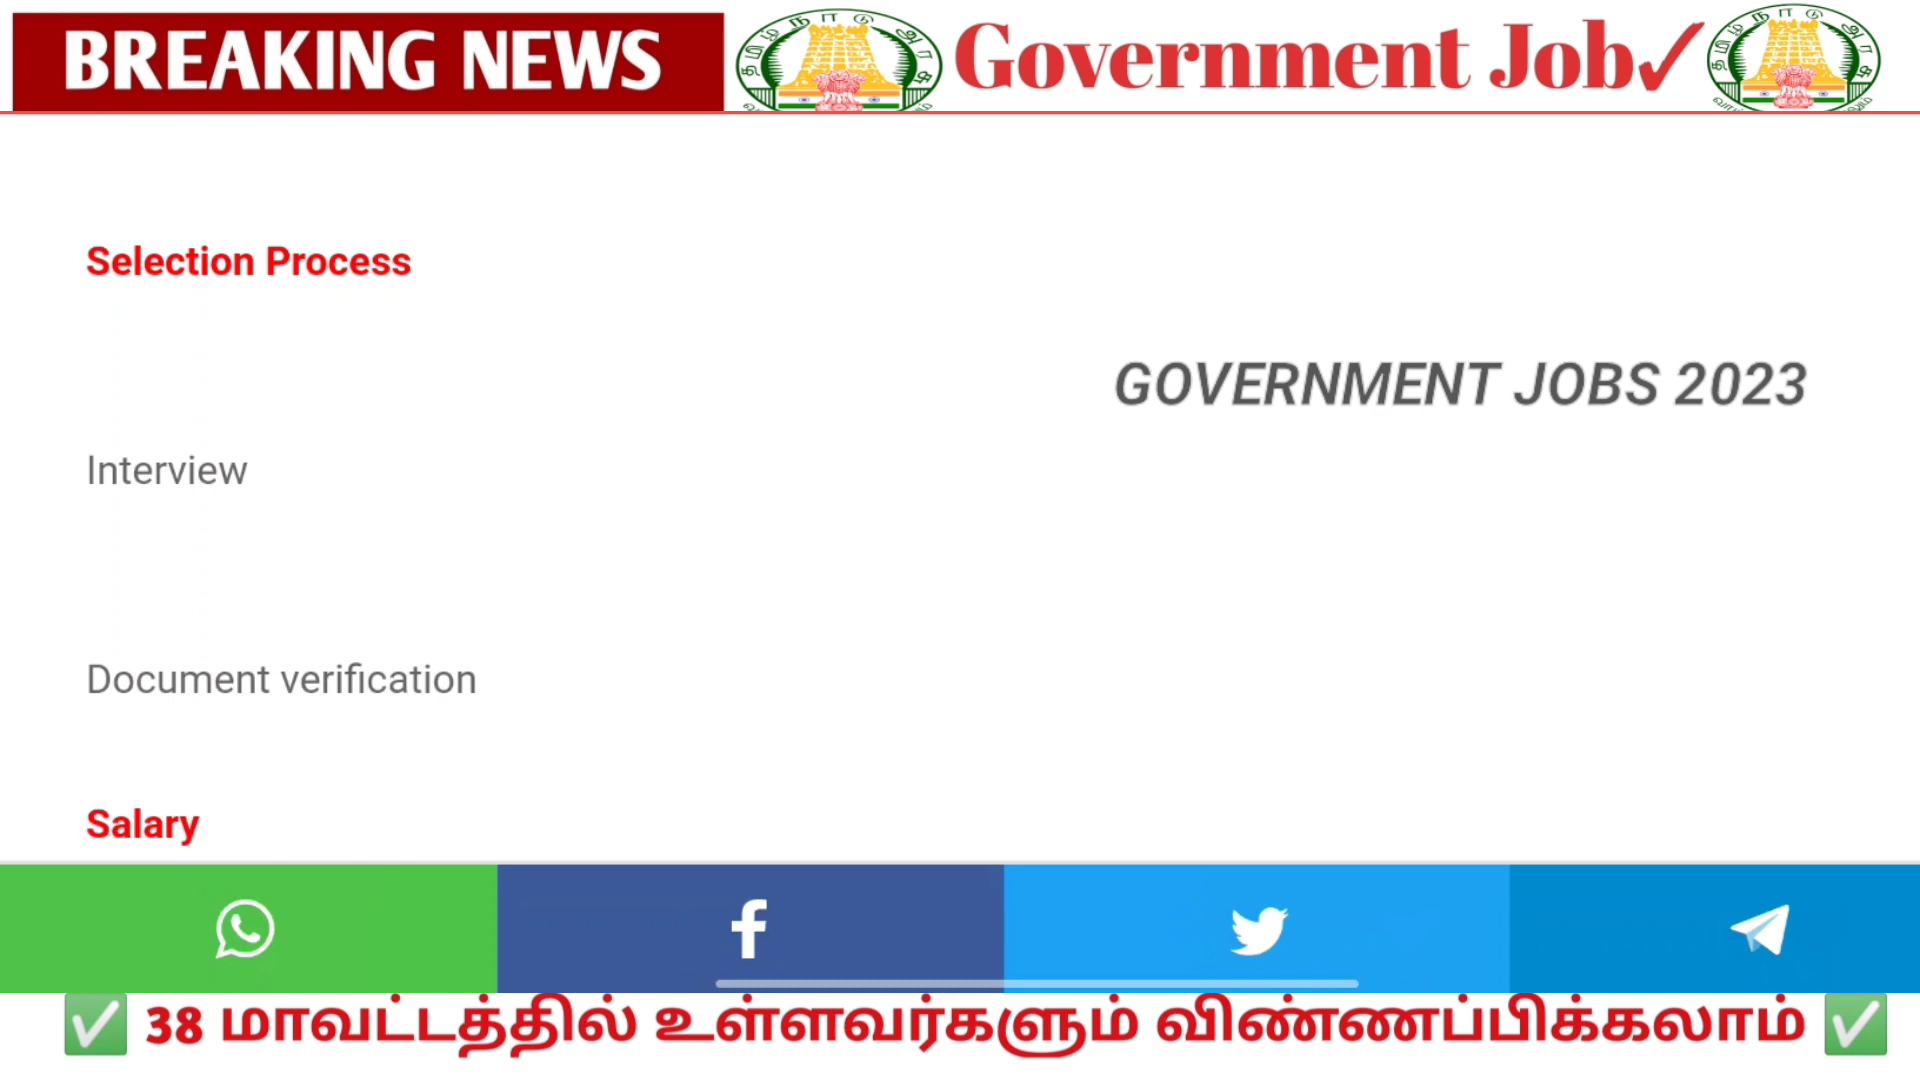 BREAKING NEWS
Government Job✓
Selection Process
GOVERNMENT JOBS 2023
Interview
Document verification
Salary
✅ 38 மாவட்டத்தில் உள்ளவர்களும் விண்ணப்பிக்கலாம் ✅